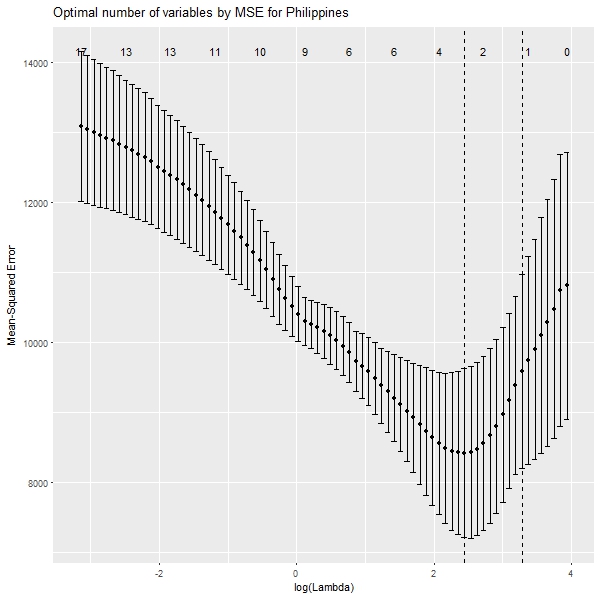 Optimal number of variables by MSE for Philippines
17 13 13 11 10 9 6 6 4 2 1 0
14000
12000
10000
8000
Mean-Squared Error
-2 0 2 4
log(Lambda)